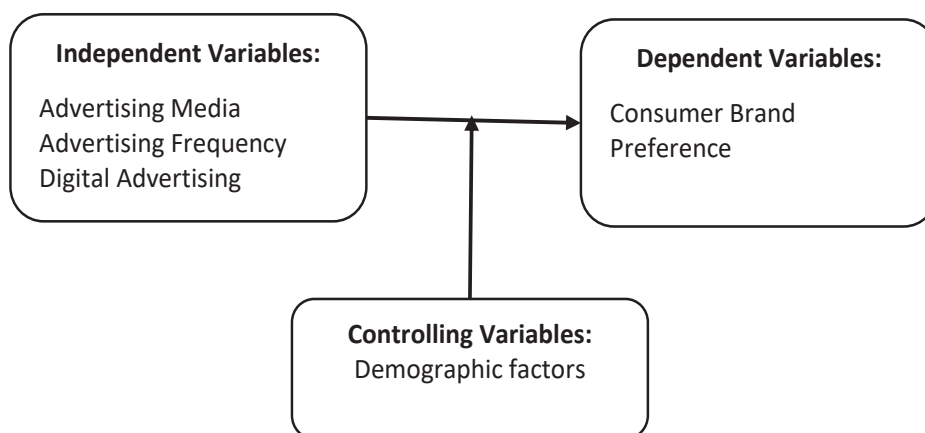 Independent Variables:
Advertising Media
Advertising Frequency
Digital Advertising
Dependent Variables:
Consumer Brand
Preference
Controlling Variables:
Demographic factors